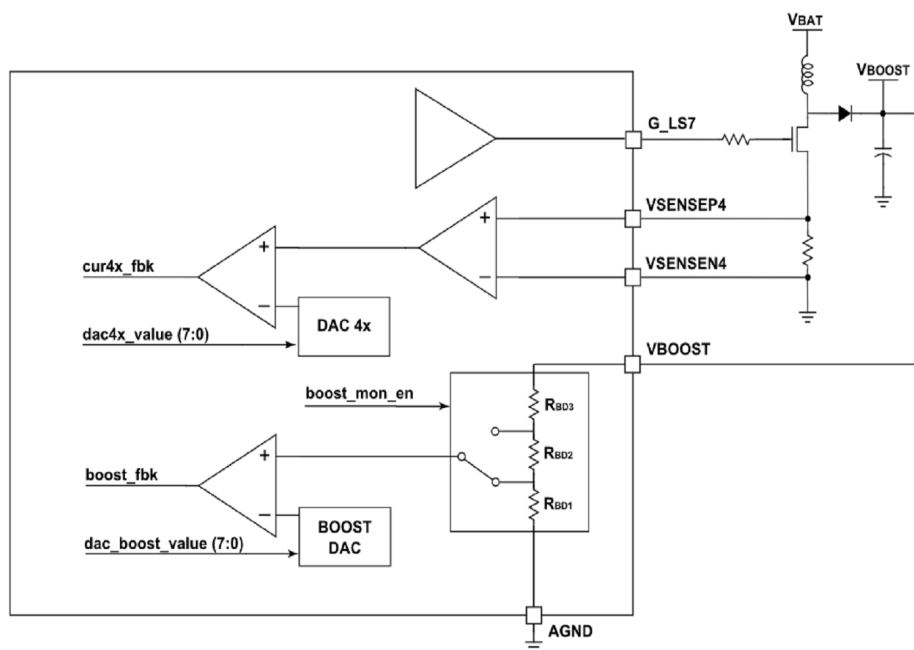 VBAT
VBOOST
G_LS7
VSENSEP4
+
+
cur4x_fbk
−
VSENSEN4
−
DAC 4x
dac4x_value (7:0)
VBOOST
boost_mon_en
RBD3
RBD2
+
boost_fbk
RBD1
−
BOOST
DAC
dac_boost_value (7:0)
AGND